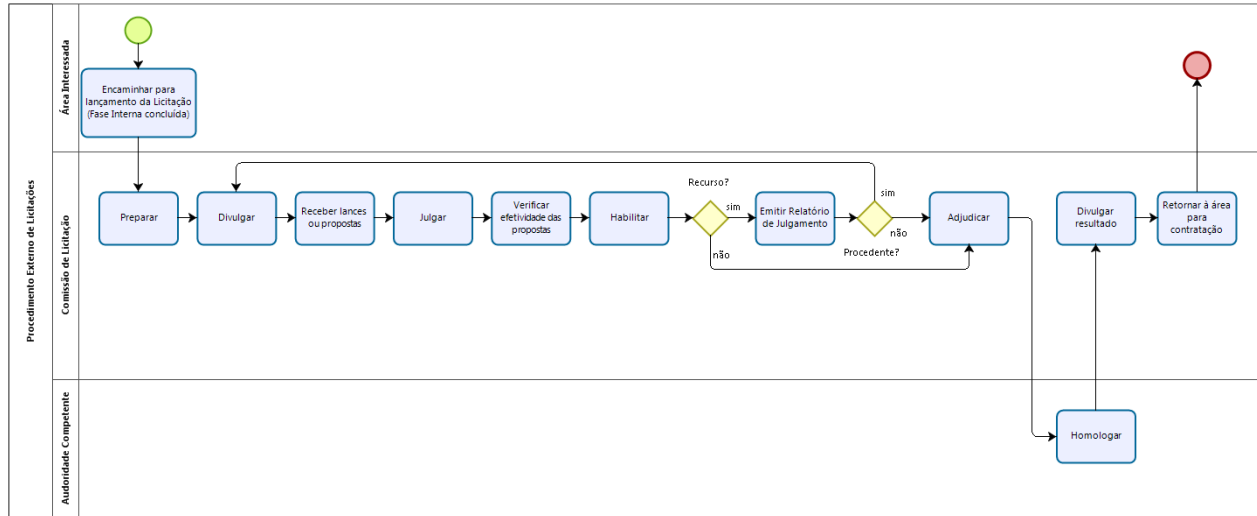 Procedimento Externo de Licitações
Área Interessada
Encaminhar para
lançamento da Licitação
(Fase Interna concluída)
Comissão de Licitação
Preparar
Divulgar
Receber lances
ou propostas
Julgar
Verificar
efetividade das
propostas
Habilitar
Recurso?
sim
não
Emitir Relatório
de Julgamento
sim
não
Procedente?
Adjudicar
Divulgar
resultado
Retornar à área
para
contratação
Audoridade Competente
Homologar